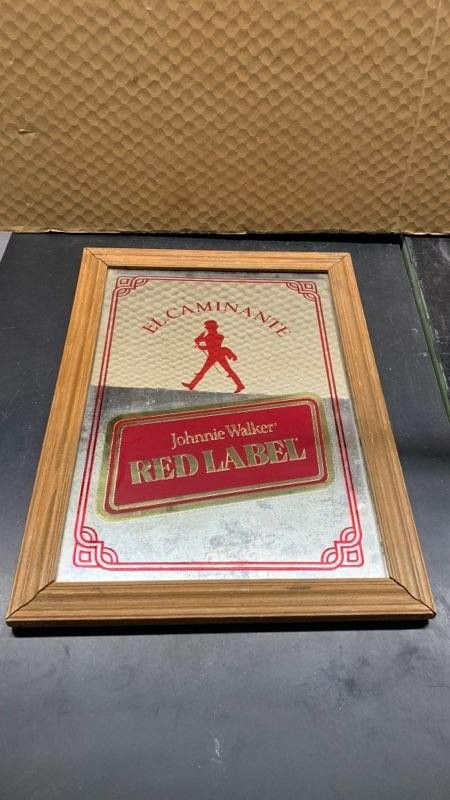 EL CAMINANTE
Johnnie Walker
RED LABEL